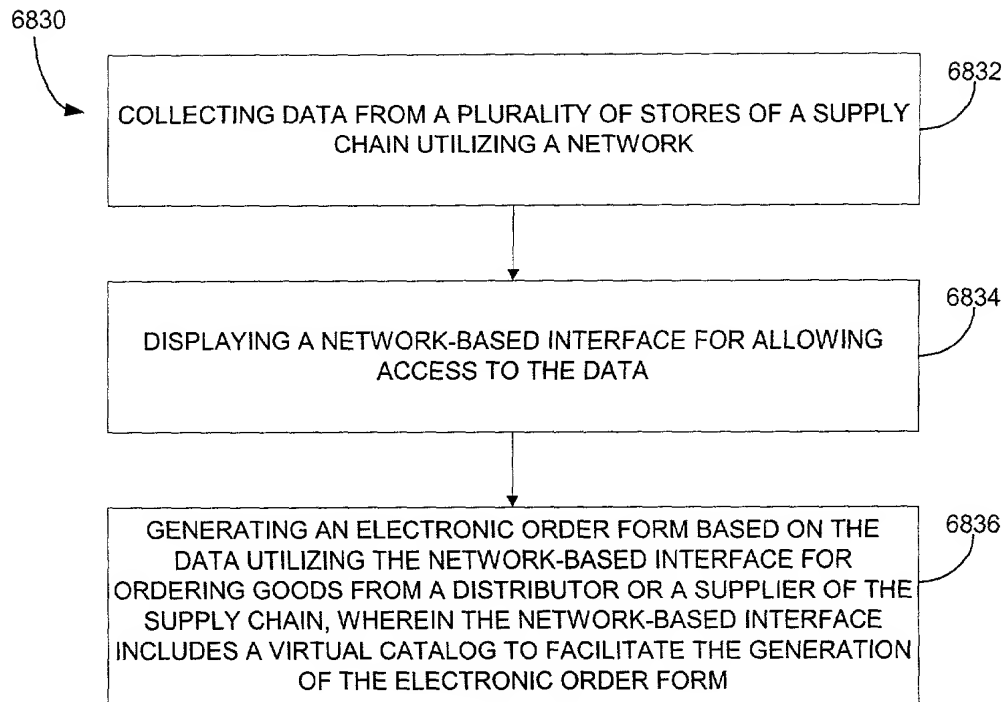 6830
6832
COLLECTING DATA FROM A PLURALITY OF STORES OF A SUPPLY
CHAIN UTILIZING A NETWORK
6834
DISPLAYING A NETWORK-BASED INTERFACE FOR ALLOWING
ACCESS TO THE DATA
6836
GENERATING AN ELECTRONIC ORDER FORM BASED ON THE
DATA UTILIZING THE NETWORK-BASED INTERFACE FOR
ORDERING GOODS FROM A DISTRIBUTOR OR A SUPPLIER OF THE
SUPPLY CHAIN, WHEREIN THE NETWORK-BASED INTERFACE
INCLUDES A VIRTUAL CATALOG TO FACILITATE THE GENERATION
OF THE ELECTRONIC ORDER FORM